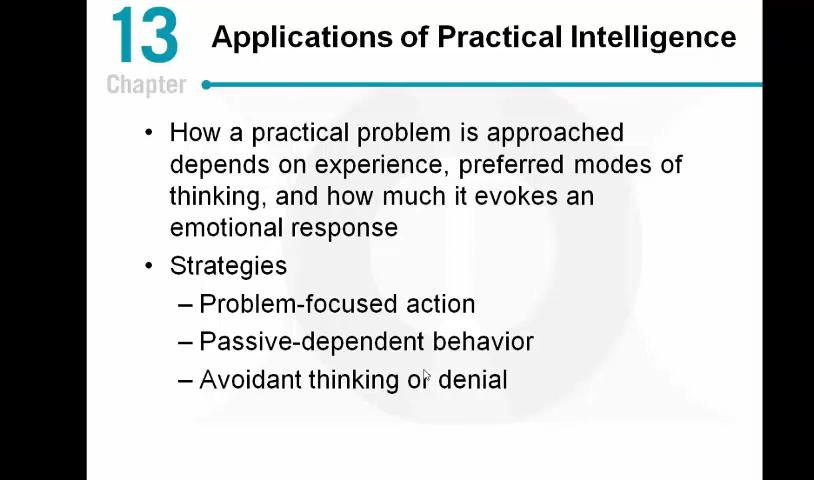 13
Chapter
Applications of Practical Intelligence
• How a practical problem is approached
depends on experience, preferred modes of
thinking, and how much it evokes an
emotional response
• Strategies
– Problem-focused action
– Passive-dependent behavior
– Avoidant thinking or denial